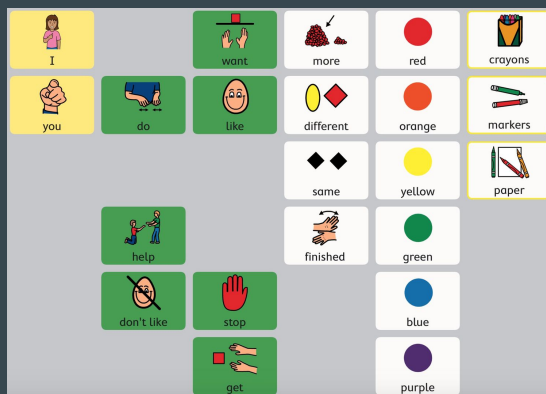 I
want
more
red
crayons
you
do
like
different
orange
markers
same
yellow
paper
help
finished
green
don't like
stop
blue
get
purple